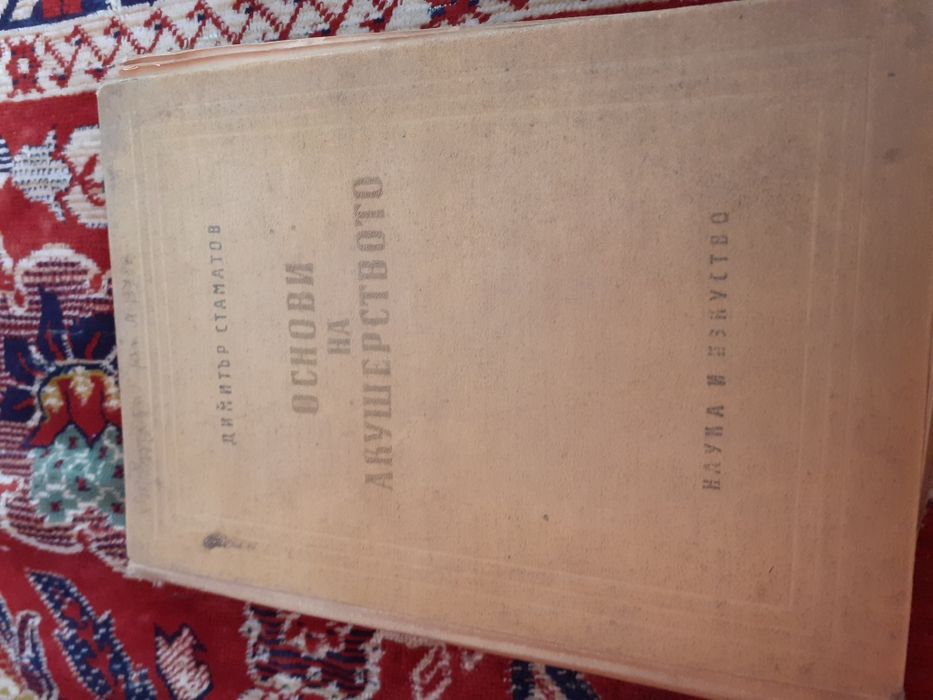 ДИМИТЪР СТАМАТОВ
ОСНОВИ
НА
АКУШЕРСТВОТО
НАУКА И ИЗКУСТВО